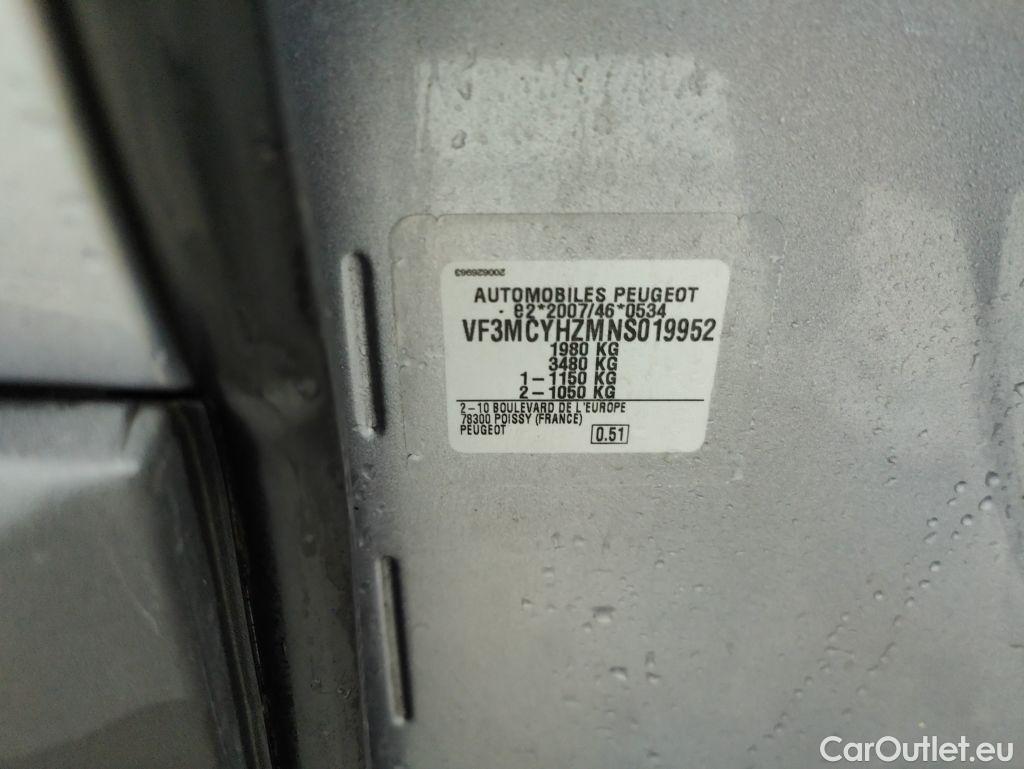 200626963
AUTOMOBILES PEUGEOT
- e2*2007/46*0534
VF3MCYHZMNS019952
1980 KG
3480 KG
1-1150 KG
2-1050 KG
2-10 BOULEVARD DE L'EUROPE
78300 POISSY (FRANCE)
PEUGEOT
0.51
CarOutlet.eu